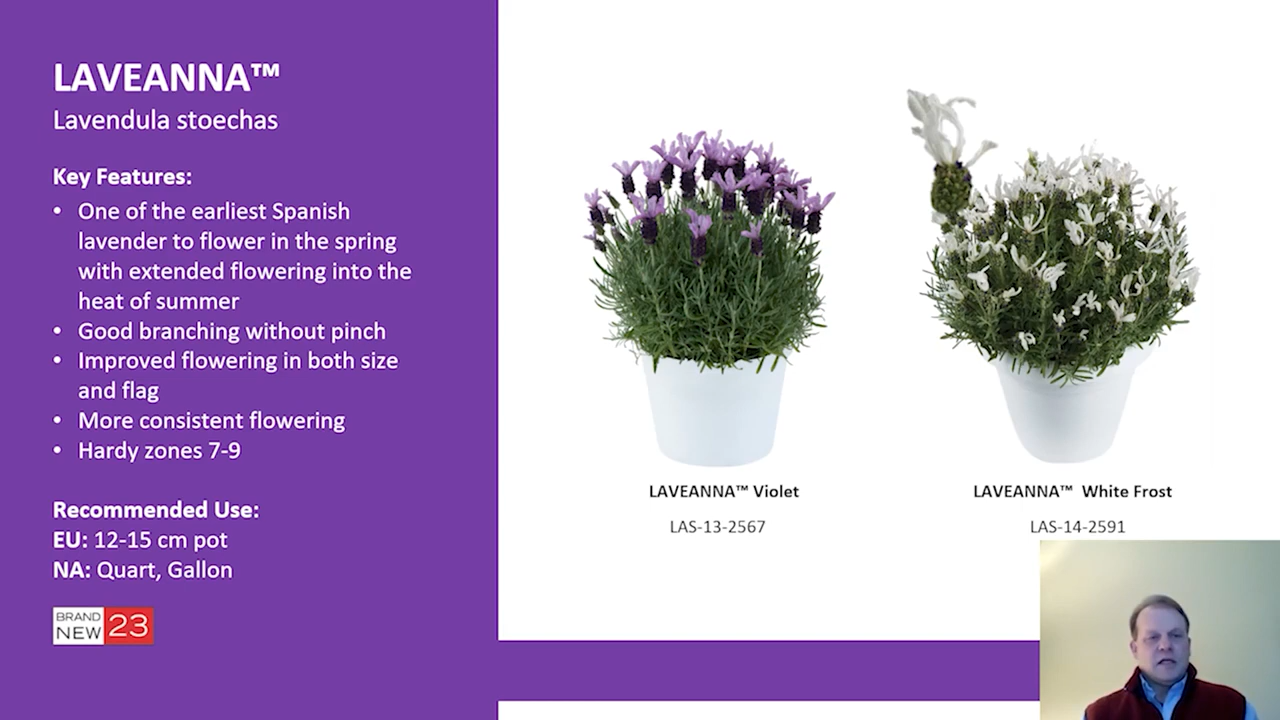 LAVEANNA™
Lavendula stoechas
Key Features:
• One of the earliest Spanish
lavender to flower in the spring
with extended flowering into the
heat of summer
• Good branching without pinch
• Improved flowering in both size
and flag
• More consistent flowering
• Hardy zones 7-9
Recommended Use:
EU: 12-15 cm pot
NA: Quart, Gallon
BRAND
NEW 23
LAVEANNA™ Violet
LAS-13-2567
LAVEANNA™ White Frost
LAS-14-2591